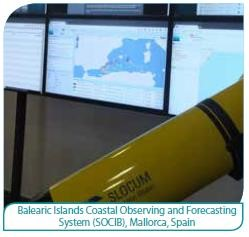 SLOCUM
Balearic Islands Coastal Observing and Forecasting
System (SOCIB), Mallorca, Spain